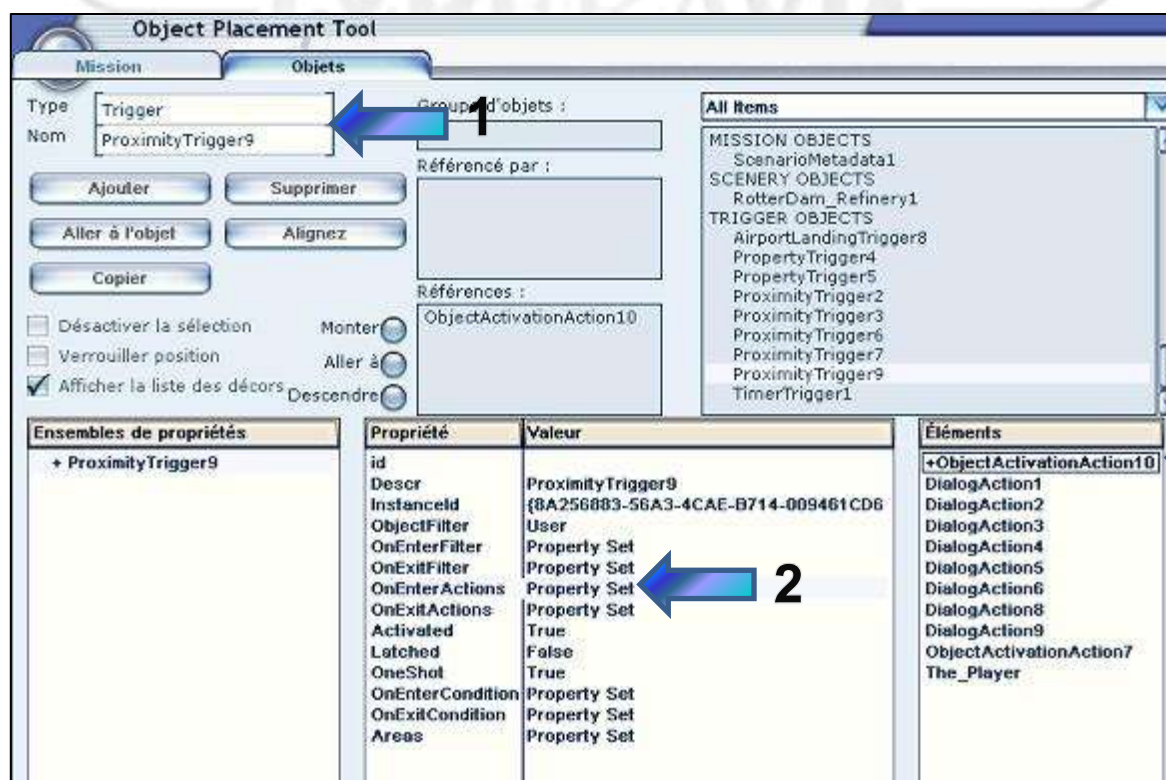 Object Placement Tool
Mission
Objets
Type
Trigger
Nom
ProximityTrigger9
1
Groupe d'objets :
Ajouter
Supprimer
Aller à l'objet
Alignez
Copier
Référencé par :
Références :
ObjectActivationAction10
Désactiver la sélection
Verrouiller position
Afficher la liste des décors
Monter
Aller à
Descendre
All Items
MISSION OBJECTS
ScenarioMetadata1
SCENERY OBJECTS
RotterDam_Refinery1
TRIGGER OBJECTS
AirportLandingTrigger8
PropertyTrigger4
PropertyTrigger5
ProximityTrigger2
ProximityTrigger3
ProximityTrigger6
ProximityTrigger7
ProximityTrigger9
TimerTrigger1
Ensembles de propriétés
+ ProximityTrigger9
Propriété Valeur
id
Descr ProximityTrigger9
InstanceId {8A256883-56A3-4CAE-B714-009461CD6
ObjectFilter User
OnEnterFilter Property Set
OnExitFilter Property Set
OnEnterActions Property Set
2
OnExitActions Property Set
Activated True
Latched False
OneShot True
OnEnterCondition Property Set
OnExitCondition Property Set
Areas Property Set
Éléments
+ObjectActivationAction10
DialogAction1
DialogAction2
DialogAction3
DialogAction4
DialogAction5
DialogAction6
DialogAction8
DialogAction9
ObjectActivationAction7
The_Player